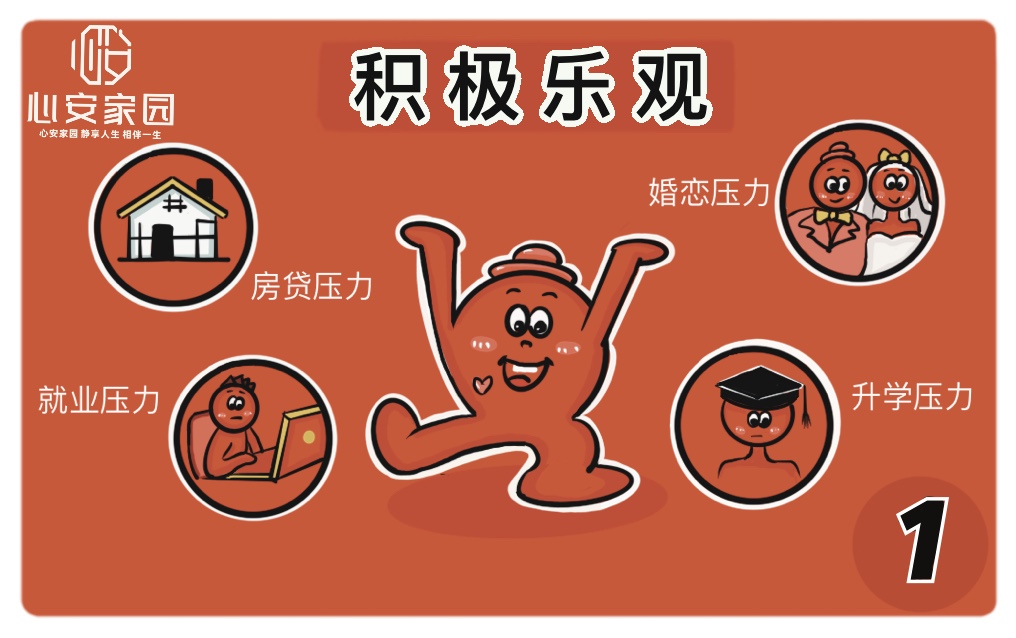 心安家园
心安家园 静享人生 相伴一生
积极乐观
婚恋压力
房贷压力
就业压力
升学压力
1